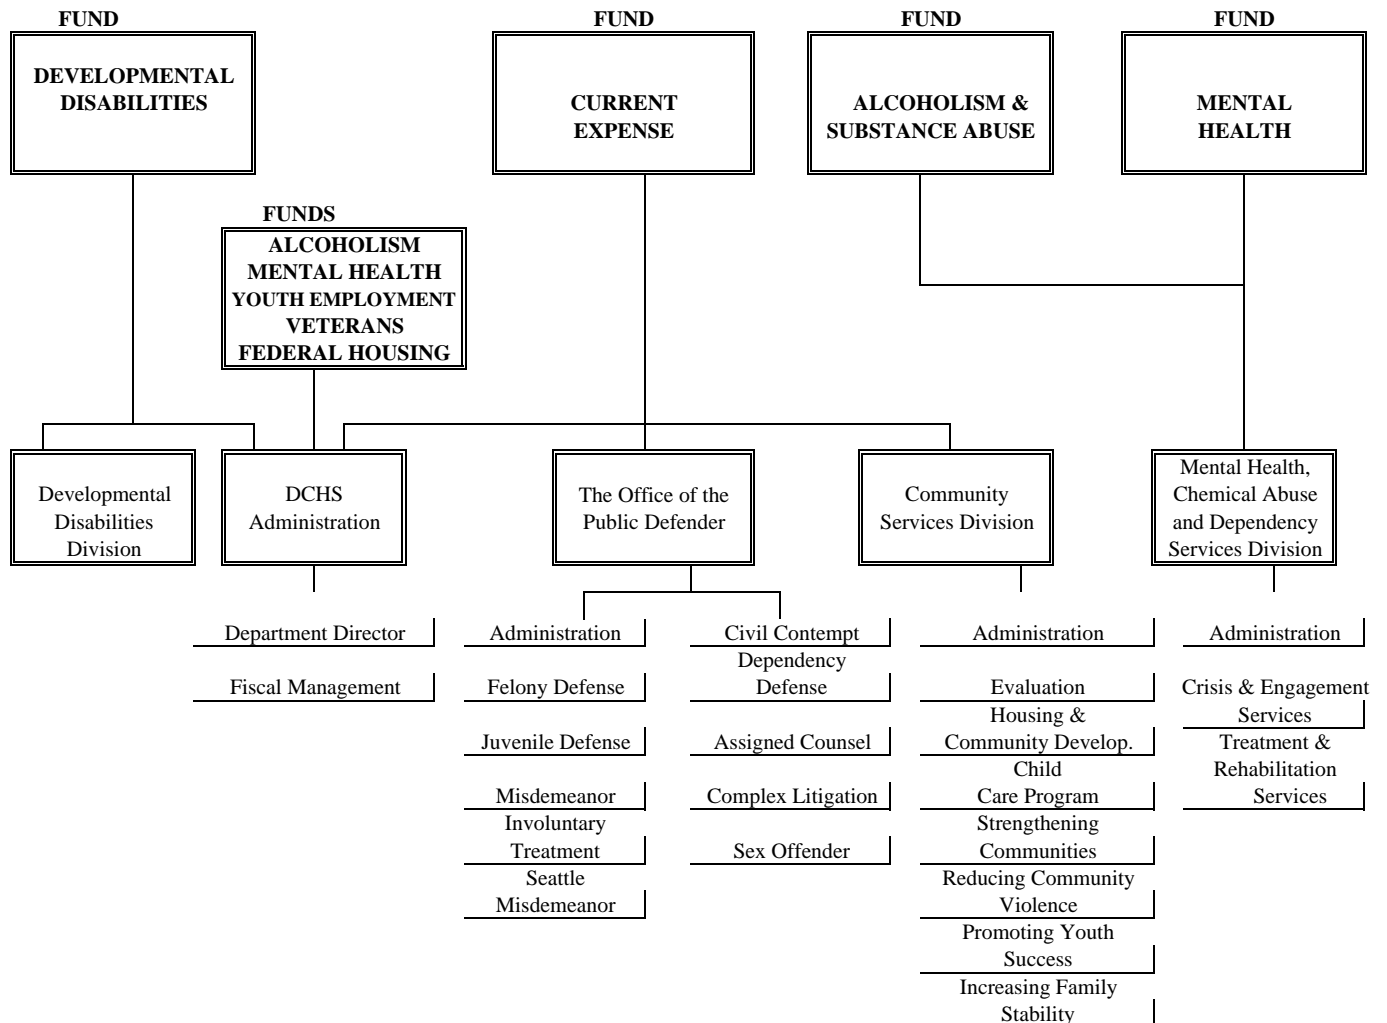 FUND
DEVELOPMENTAL
DISABILITIES
FUND
CURRENT
EXPENSE
FUND
ALCOHOLISM &
SUBSTANCE ABUSE
FUND
MENTAL
HEALTH
FUNDS
ALCOHOLISM
MENTAL HEALTH
YOUTH EMPLOYMENT
VETERANS
FEDERAL HOUSING
Developmental
Disabilities
Division
DCHS
Administration
The Office of the
Public Defender
Community
Services Division
Mental Health,
Chemical Abuse
and Dependency
Services Division
Department Director
Fiscal Management
Administration
Felony Defense
Juvenile Defense
Misdemeanor
Involuntary
Treatment
Seattle
Misdemeanor
Civil Contempt
Dependency
Defense
Assigned Counsel
Complex Litigation
Sex Offender
Administration
Evaluation
Housing &
Community Develop.
Child
Care Program
Strengthening
Communities
Reducing Community
Violence
Promoting Youth
Success
Increasing Family
Stability
Administration
Crisis & Engagement
Services
Treatment &
Rehabilitation
Services